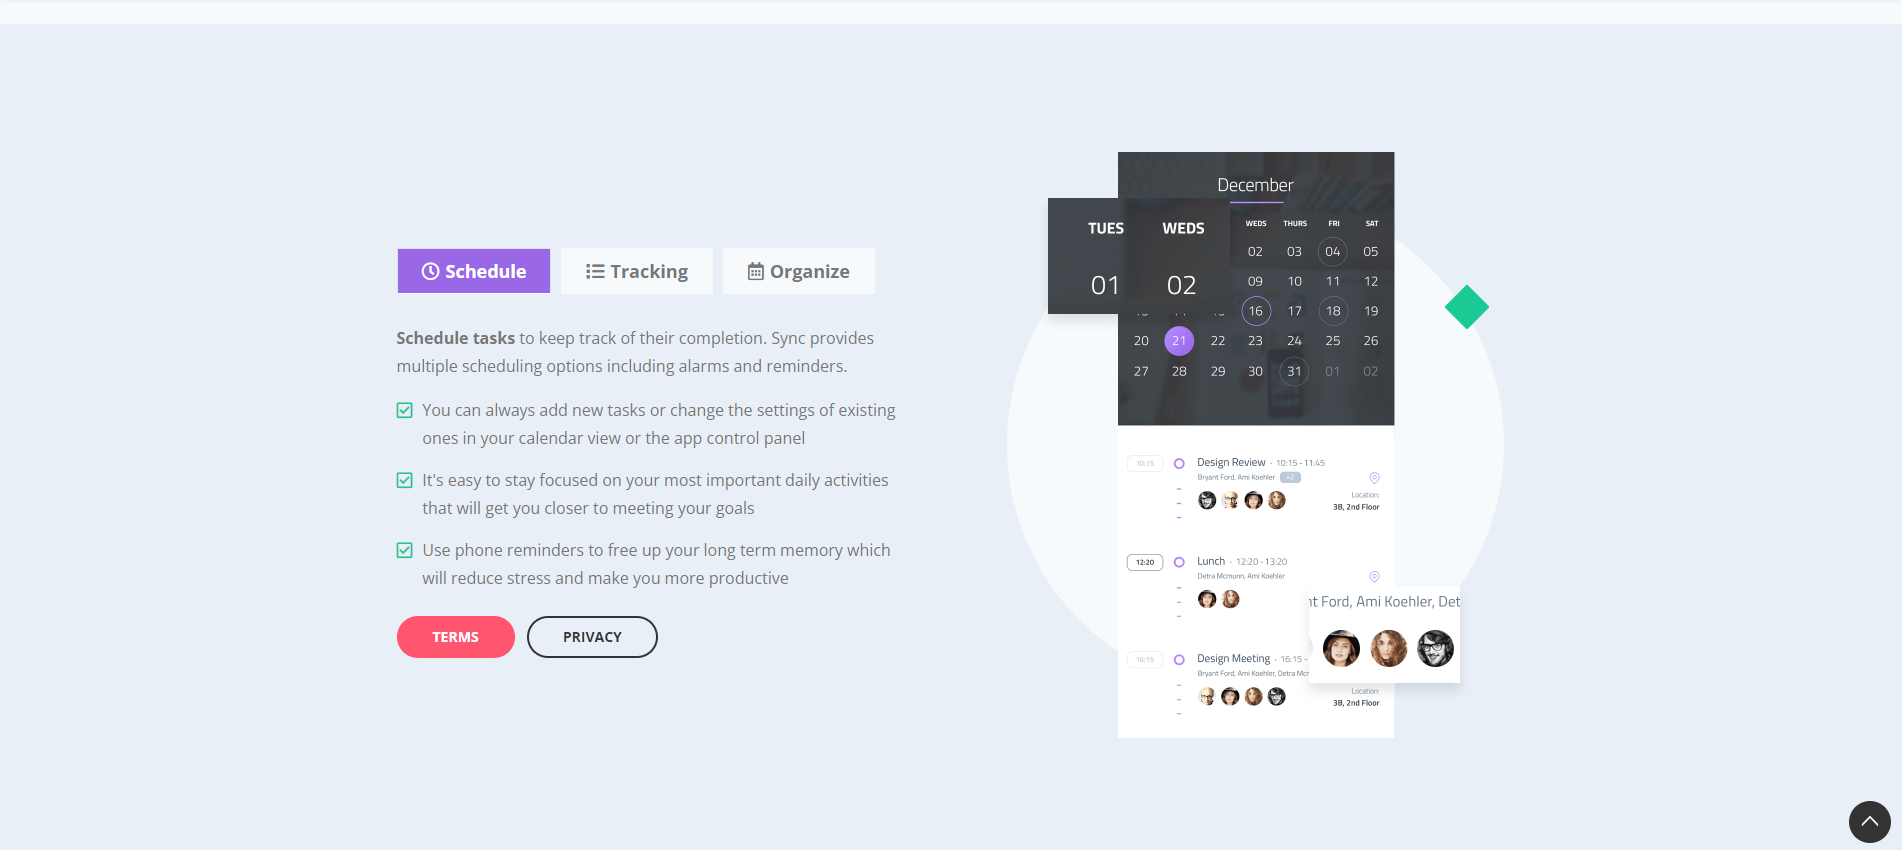 Schedule
Tracking
Organize
Schedule tasks to keep track of their completion. Sync provides
multiple scheduling options including alarms and reminders.
You can always add new tasks or change the settings of existing
ones in your calendar view or the app control panel
It's easy to stay focused on your most important daily activities
that will get you closer to meeting your goals
Use phone reminders to free up your long term memory which
will reduce stress and make you more productive
TERMS
PRIVACY
December
TUES WEDS
01 02
WEDS THURS FRI SAT
02 03 04 05
09 10 11 12
16 17 18 19
20 21 22 23 24 25 26
27 28 29 30 31 01 02
10:15
Design Review - 10:15 - 11:45
Bryant Ford, Ami Koehler +2
Location:
3B, 2nd Floor
12:20
Lunch - 12:20 - 13:20
Detra Mcmunn, Ami Koehler
nt Ford, Ami Koehler, Det
16:15
Design Meeting - 16:15 -
Bryant Ford, Ami Koehler, Detra Mcm
Location:
3B, 2nd Floor